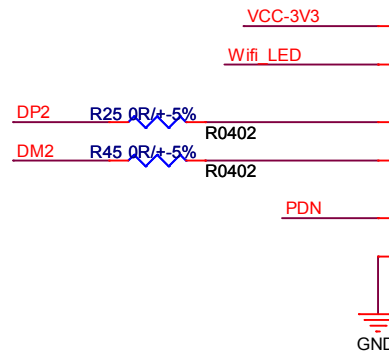 VCC-3V3
Wifi_LED
DP2 R25 0R/+-5%
R0402
DM2 R45 0R/+-5%
R0402
PDN
GND